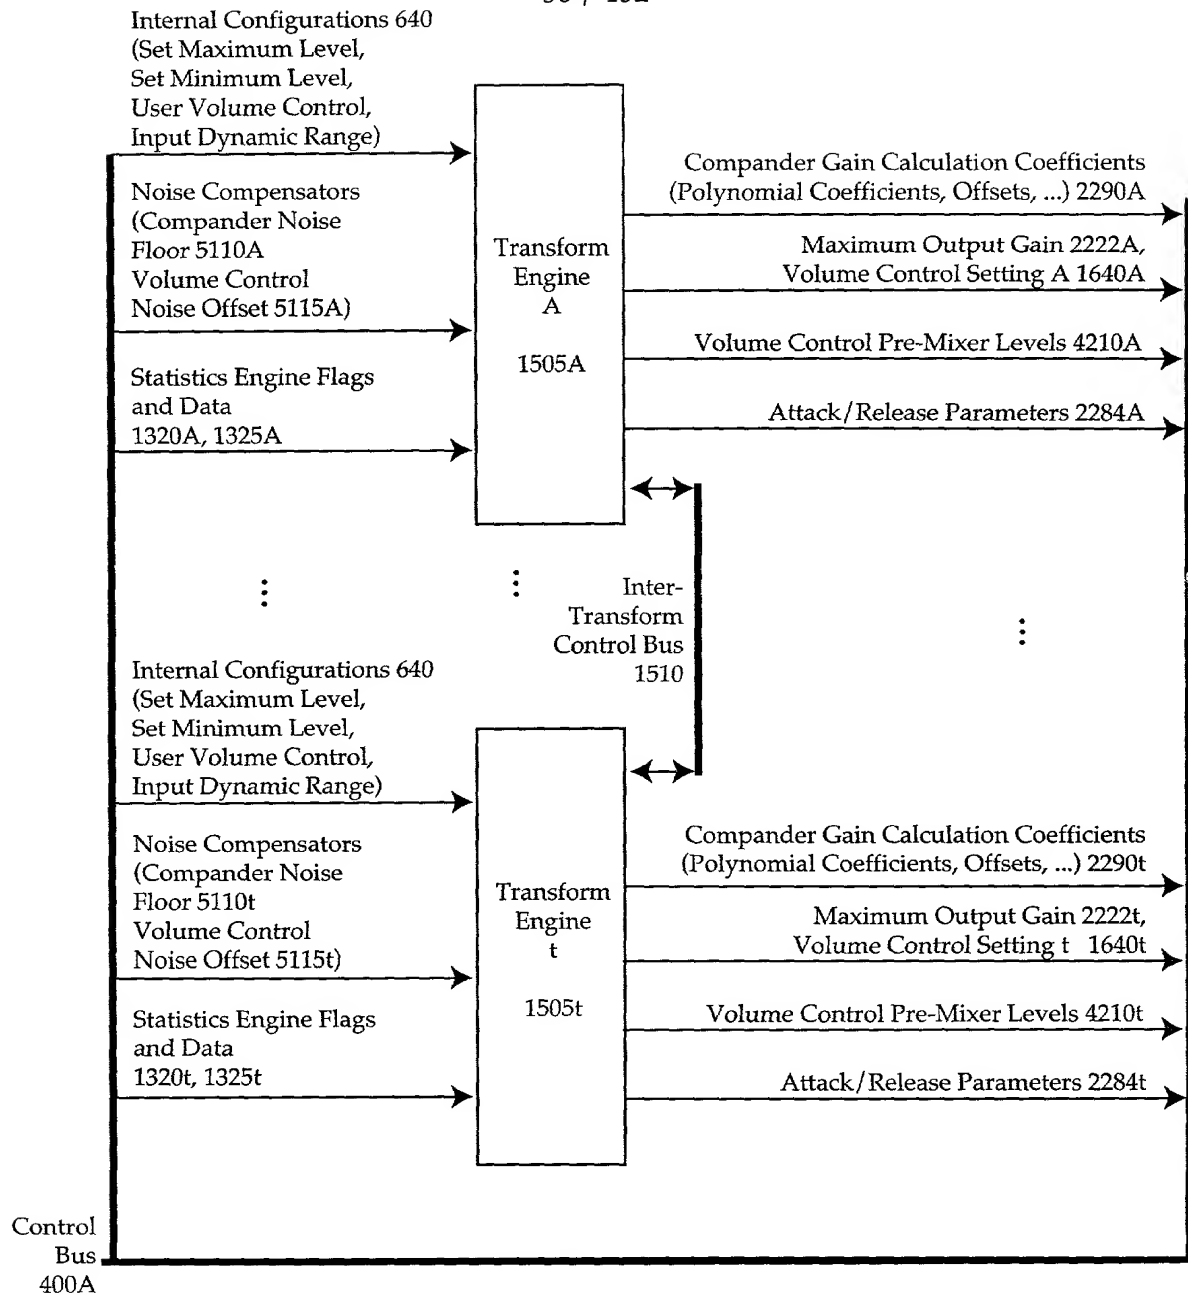 Internal Configurations 640
(Set Maximum Level,
Set Minimum Level,
User Volume Control,
Input Dynamic Range)
Noise Compensators
(Compander Noise
Floor 5110A
Volume Control
Noise Offset 5115A)
Statistics Engine Flags
and Data
1320A, 1325A
Transform
Engine
A
1505A
Compander Gain Calculation Coefficients
(Polynomial Coefficients, Offsets, ...) 2290A
Maximum Output Gain 2222A,
Volume Control Setting A 1640A
Volume Control Pre-Mixer Levels 4210A
Attack/Release Parameters 2284A
Inter-
Transform
Control Bus
1510
Internal Configurations 640
(Set Maximum Level,
Set Minimum Level,
User Volume Control,
Input Dynamic Range)
Noise Compensators
(Compander Noise
Floor 5110t
Volume Control
Noise Offset 5115t)
Statistics Engine Flags
and Data
1320t, 1325t
Transform
Engine
t
1505t
Compander Gain Calculation Coefficients
(Polynomial Coefficients, Offsets, ...) 2290t
Maximum Output Gain 2222t,
Volume Control Setting t 1640t
Volume Control Pre-Mixer Levels 4210t
Attack/Release Parameters 2284t
Control
Bus
400A